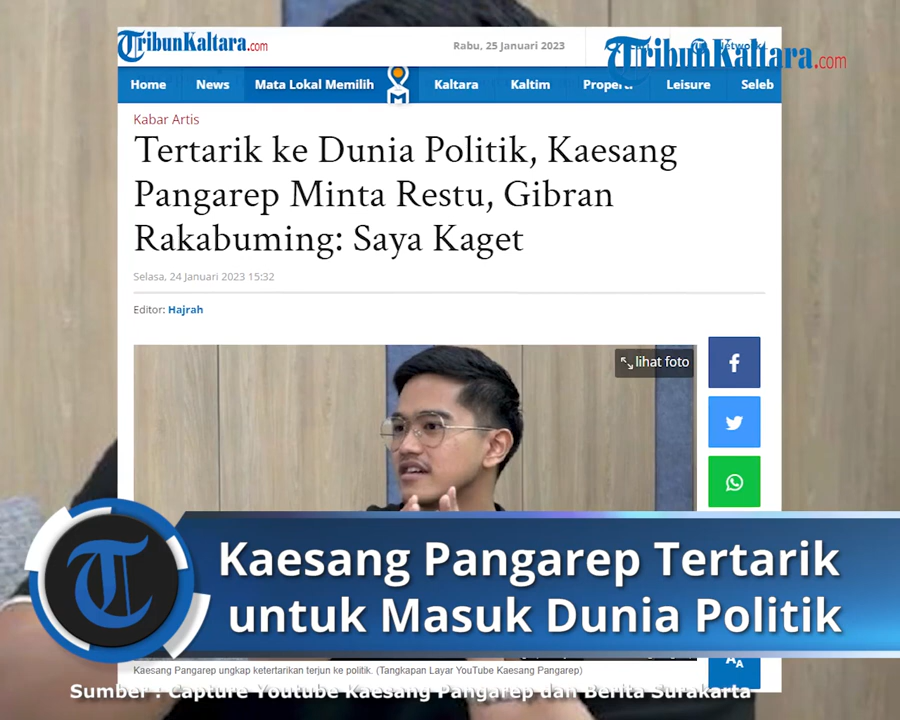 TribunKaltara.com
Rabu, 25 Januari 2023
Network
TribunKaltara.com
Home News Mata Lokal Memilih Kaltara Kaltim Property Leisure Seleb
Kabar Artis
Tertarik ke Dunia Politik, Kaesang
Pangarep Minta Restu, Gibran
Rakabuming: Saya Kaget
Selasa, 24 Januari 2023 15:32
Editor: Hajrah
lihat foto
Kaesang Pangarep Tertarik
untuk Masuk Dunia Politik
AA
Kaesang Pangarep ungkap ketertarikan terjun ke politik. (Tangkapan Layar YouTube Kaesang Pangarep)
Sumber : Capture Youtube Kaesang Pangarep dan Berita Surakarta